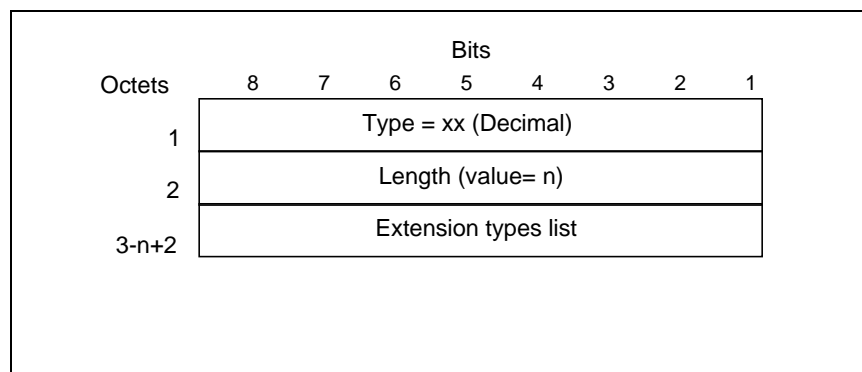 Bits
Octets 8 7 6 5 4 3 2 1
1 Type = xx (Decimal)
2 Length (value= n)
3-n+2 Extension types list